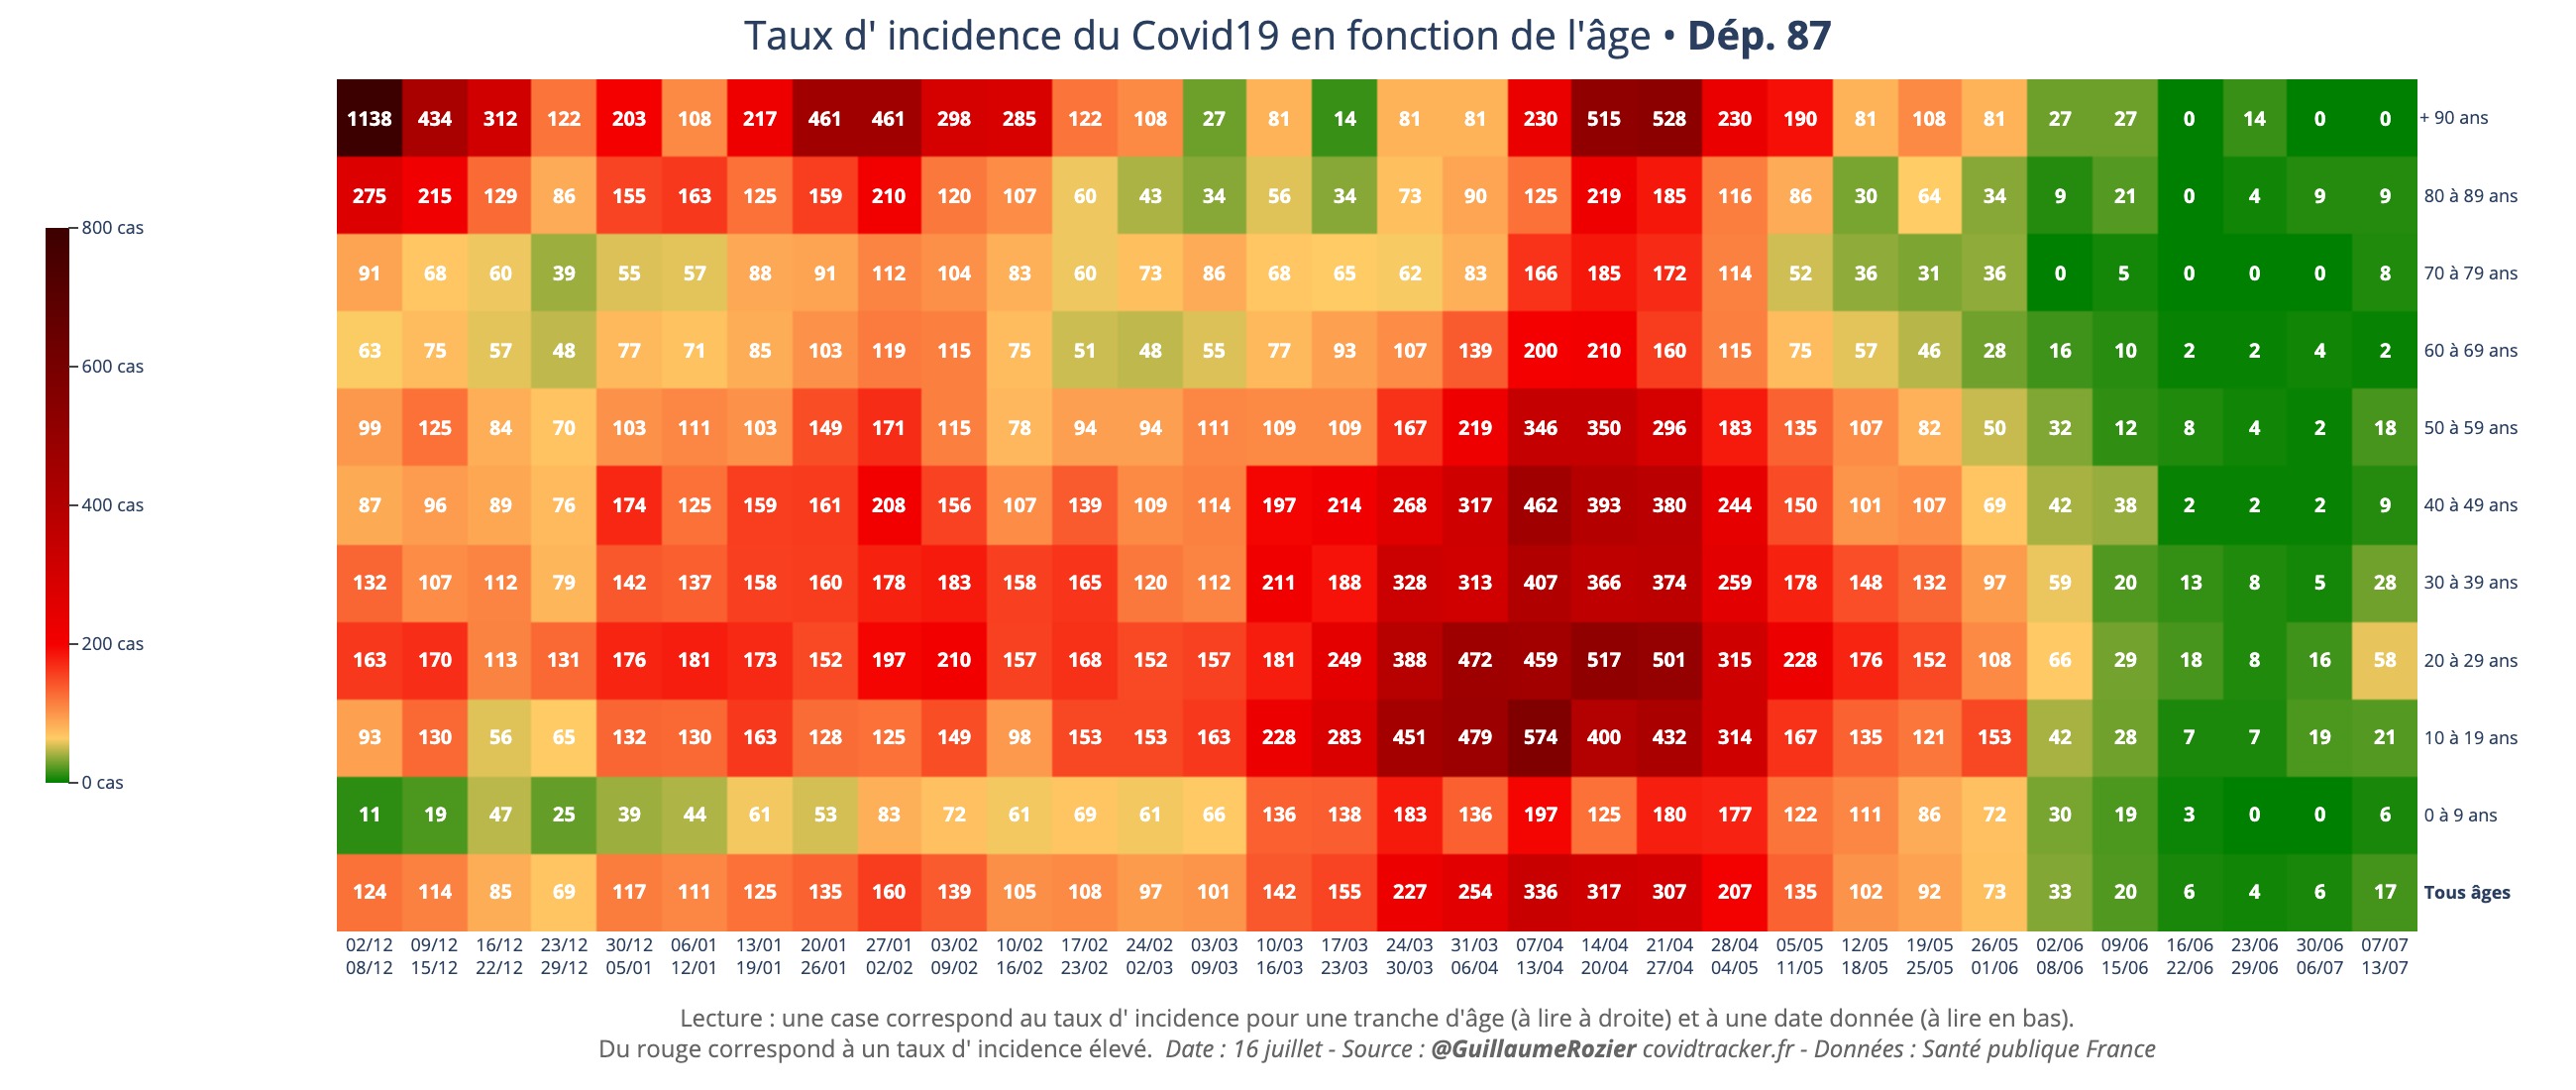 Taux d' incidence du Covid19 en fonction de l'âge • Dép. 87
800 cas
600 cas
400 cas
200 cas
0 cas
1138 434 312 122 203 108 217 461 461 298 285 122 108 27 81 14 81 81 230 515 528 230 190 81 108 81 27 27 0 14 0 0 + 90 ans
275 215 129 86 155 163 125 159 210 120 107 60 43 34 56 34 73 90 125 219 185 116 86 30 64 34 9 21 0 4 9 9 80 à 89 ans
91 68 60 39 55 57 88 91 112 104 83 60 73 86 68 65 62 83 166 185 172 114 52 36 31 36 0 5 0 0 0 8 70 à 79 ans
63 75 57 48 77 71 85 103 119 115 75 51 48 55 77 93 107 139 200 210 160 115 75 57 46 28 16 10 2 2 4 2 60 à 69 ans
99 125 84 70 103 111 103 149 171 115 78 94 94 111 109 109 167 219 346 350 296 183 135 107 82 50 32 12 8 4 2 18 50 à 59 ans
87 96 89 76 174 125 159 161 208 156 107 139 109 114 197 214 268 317 462 393 380 244 150 101 107 69 42 38 2 2 2 9 40 à 49 ans
132 107 112 79 142 137 158 160 178 183 158 165 120 112 211 188 328 313 407 366 374 259 178 148 132 97 59 20 13 8 5 28 30 à 39 ans
163 170 113 131 176 181 173 152 197 210 157 168 152 157 181 249 388 472 459 517 501 315 228 176 152 108 66 29 18 8 16 58 20 à 29 ans
93 130 56 65 132 130 163 128 125 149 98 153 153 163 228 283 451 479 574 400 432 314 167 135 121 153 42 28 7 7 19 21 10 à 19 ans
11 19 47 25 39 44 61 53 83 72 61 69 61 66 136 138 183 136 197 125 180 177 122 111 86 72 30 19 3 0 0 6 0 à 9 ans
124 114 85 69 117 111 125 135 160 139 105 108 97 101 142 155 227 254 336 317 307 207 135 102 92 73 33 20 6 4 6 17 Tous âges
02/12 09/12 16/12 23/12 30/12 06/01 13/01 20/01 27/01 03/02 10/02 17/02 24/02 03/03 10/03 17/03 24/03 31/03 07/04 14/04 21/04 28/04 05/05 12/05 19/05 26/05 02/06 09/06 16/06 23/06 30/06 07/07
08/12 15/12 22/12 29/12 05/01 12/01 19/01 26/01 02/02 09/02 16/02 23/02 02/03 09/03 16/03 23/03 30/03 06/04 13/04 20/04 27/04 04/05 11/05 18/05 25/05 01/06 08/06 15/06 22/06 29/06 06/07 13/07
Lecture : une case correspond au taux d' incidence pour une tranche d'âge (à lire à droite) et à une date donnée (à lire en bas).
Du rouge correspond à un taux d' incidence élevé. Date : 16 juillet - Source : @GuillaumeRozier covidtracker.fr - Données : Santé publique France